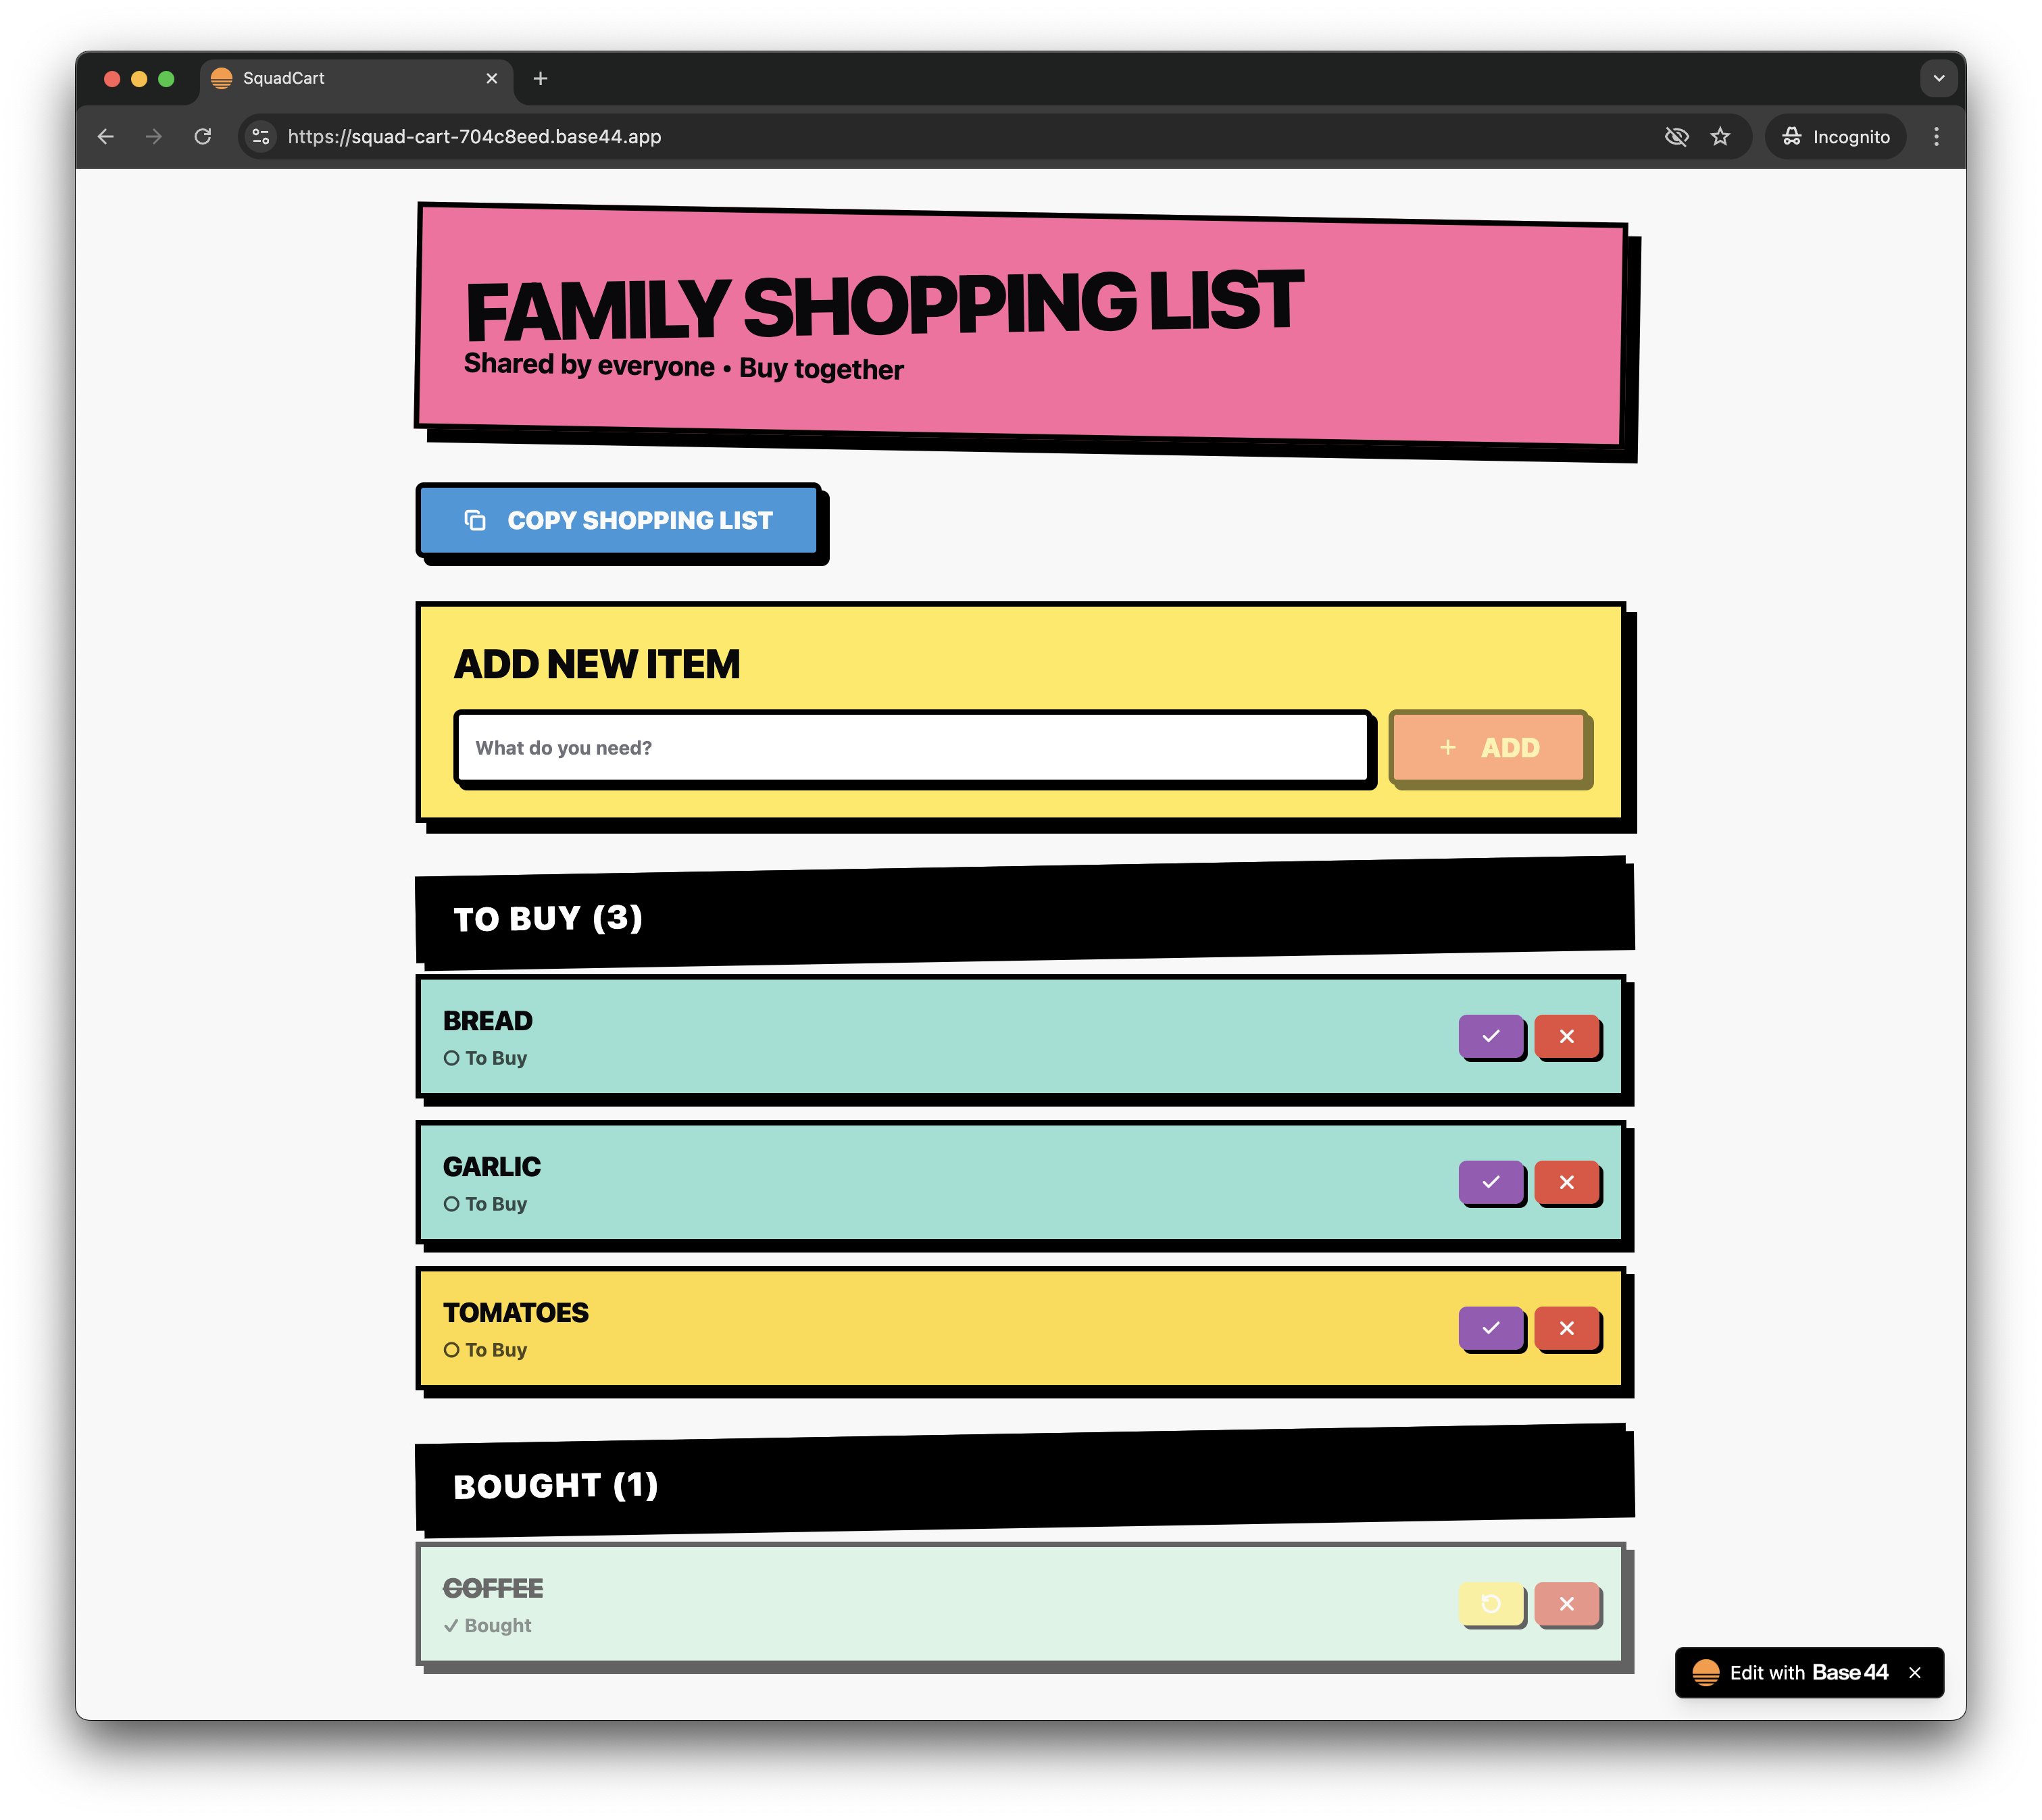 SquadCart
https://squad-cart-704c8eed.base44.app
Incognito
FAMILY SHOPPING LIST
Shared by everyone • Buy together
COPY SHOPPING LIST
ADD NEW ITEM
What do you need?
+ ADD
TO BUY (3)
BREAD
To Buy
GARLIC
To Buy
TOMATOES
To Buy
BOUGHT (1)
COFFEE
✓ Bought
Edit with Base44